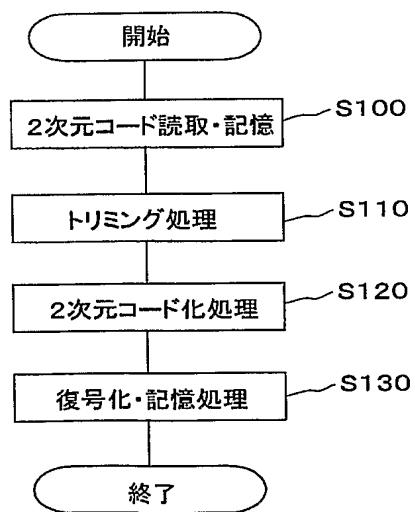 開始
2次元コード読取・記憶
S100
トリミング処理
S110
2次元コード化処理
S120
復号化・記憶処理
S130
終了